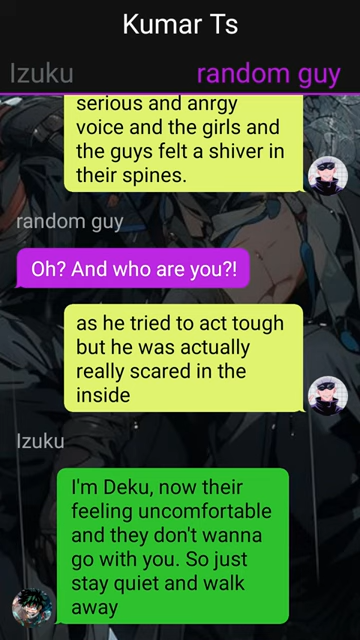 Kumar Ts
Izuku
random guy
serious and anrgy
voice and the girls and
the guys felt a shiver in
their spines.
random guy
Oh? And who are you?!
as he tried to act tough
but he was actually
really scared in the
inside
Izuku
I'm Deku, now their
feeling uncomfortable
and they don't wanna
go with you. So just
stay quiet and walk
away